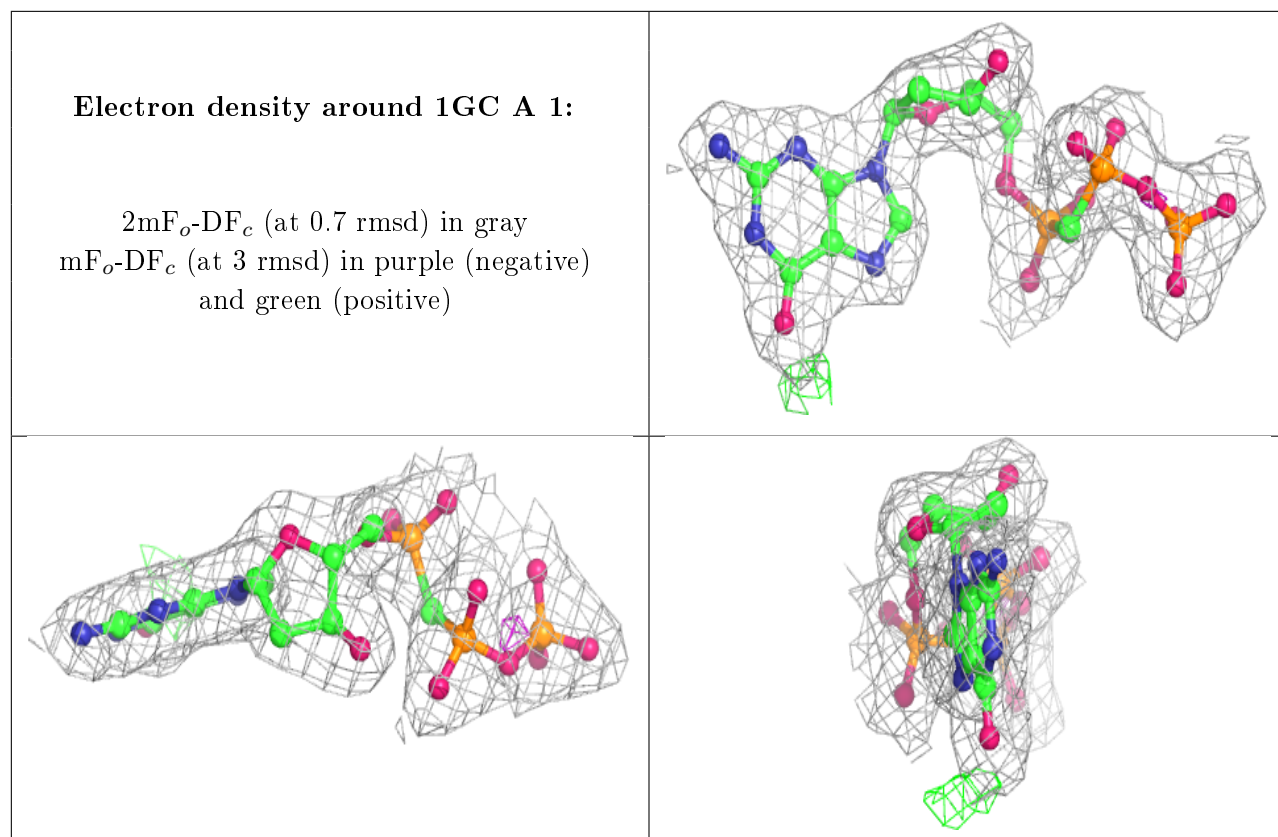 Electron density around 1GC A 1:
2mFₒ-DF𝒸 (at 0.7 rmsd) in gray
mFₒ-DF𝒸 (at 3 rmsd) in purple (negative)
and green (positive)